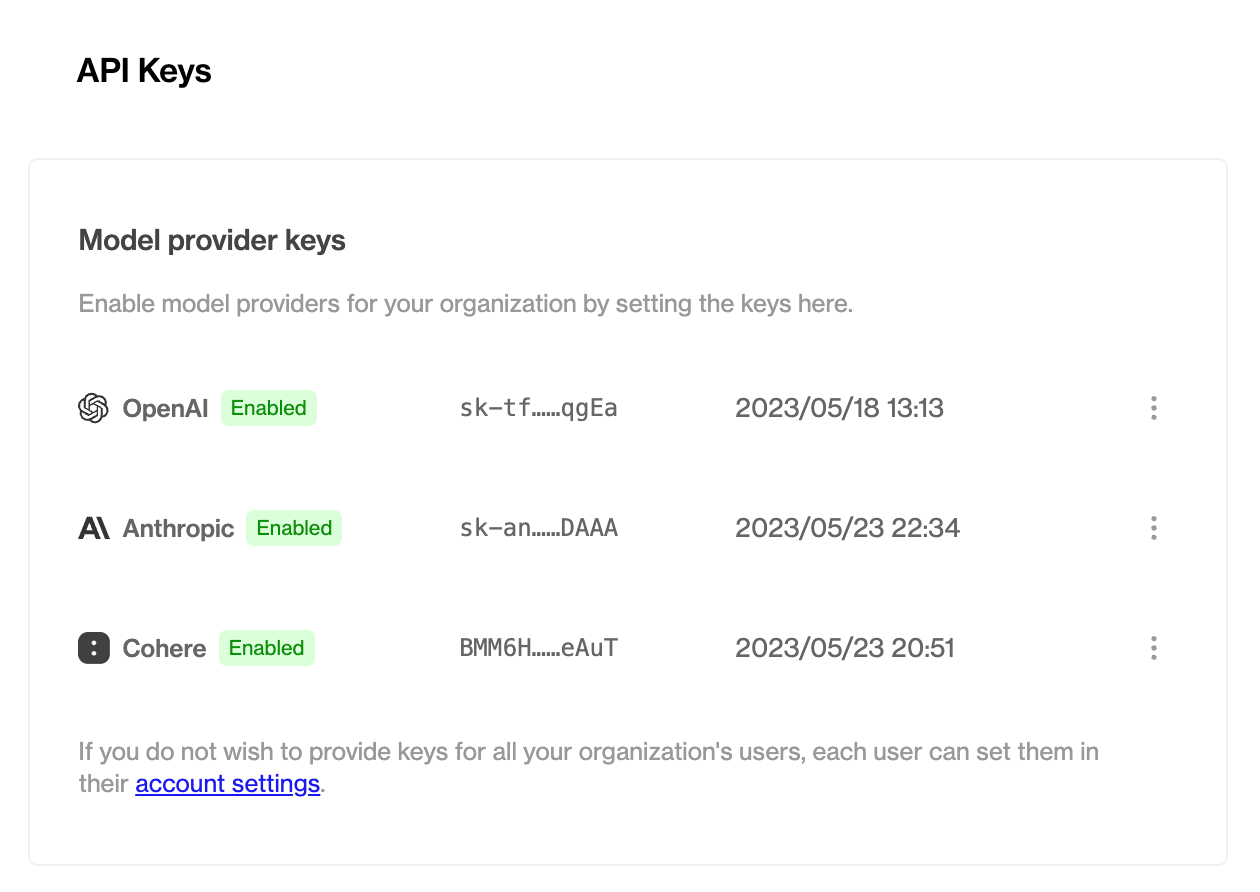 API Keys
Model provider keys
Enable model providers for your organization by setting the keys here.
OpenAI Enabled sk-tf……qgEa 2023/05/18 13:13
Anthropic Enabled sk-an……DAAA 2023/05/23 22:34
Cohere Enabled BMM6H……eAuT 2023/05/23 20:51
If you do not wish to provide keys for all your organization's users, each user can set them in
their account settings.